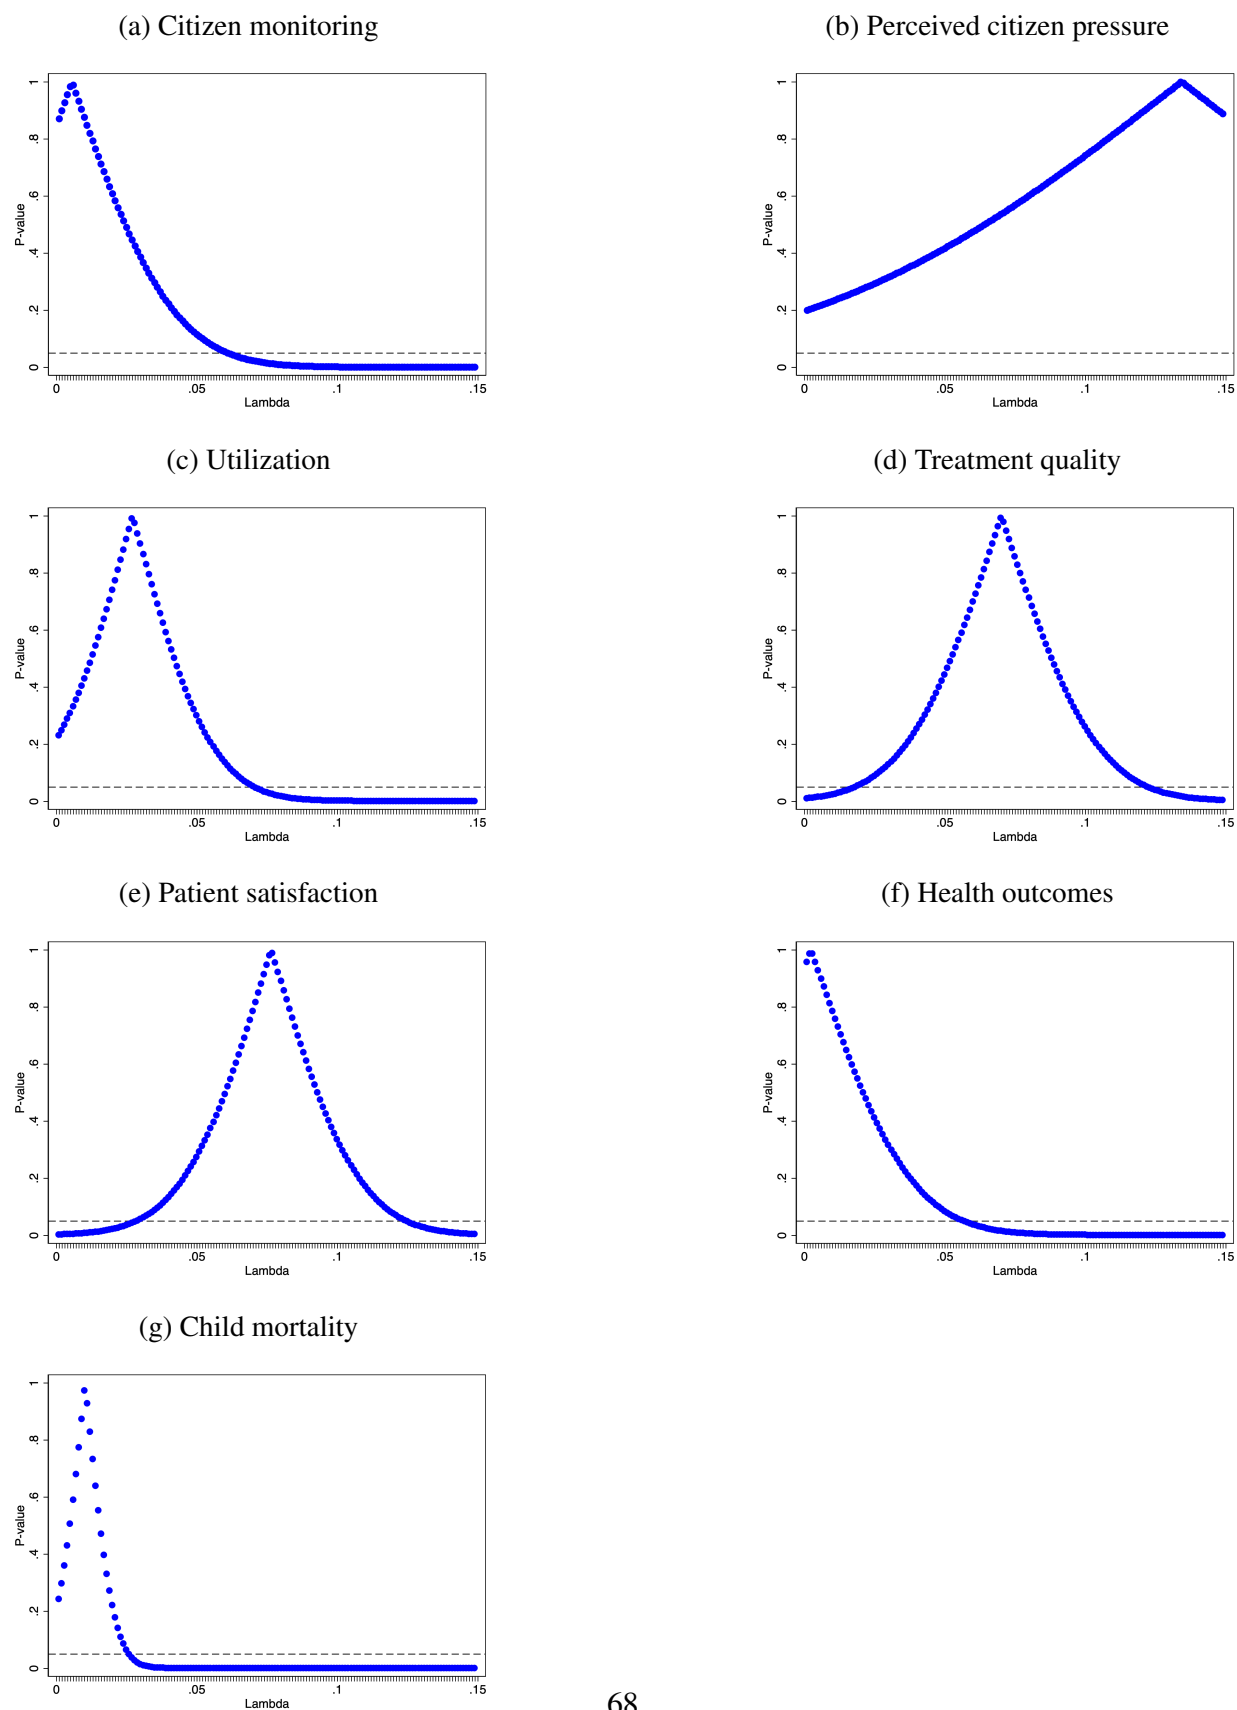 (a) Citizen monitoring
P-value
0 .2 .4 .6 .8 1
0 .05 .1 .15
Lambda
(b) Perceived citizen pressure
P-value
0 .2 .4 .6 .8 1
0 .05 .1 .15
Lambda
(c) Utilization
P-value
0 .2 .4 .6 .8 1
0 .05 .1 .15
Lambda
(d) Treatment quality
P-value
0 .2 .4 .6 .8 1
0 .05 .1 .15
Lambda
(e) Patient satisfaction
P-value
0 .2 .4 .6 .8 1
0 .05 .1 .15
Lambda
(f) Health outcomes
P-value
0 .2 .4 .6 .8 1
0 .05 .1 .15
Lambda
(g) Child mortality
P-value
0 .2 .4 .6 .8 1
0 .05 .1 .15
Lambda
68